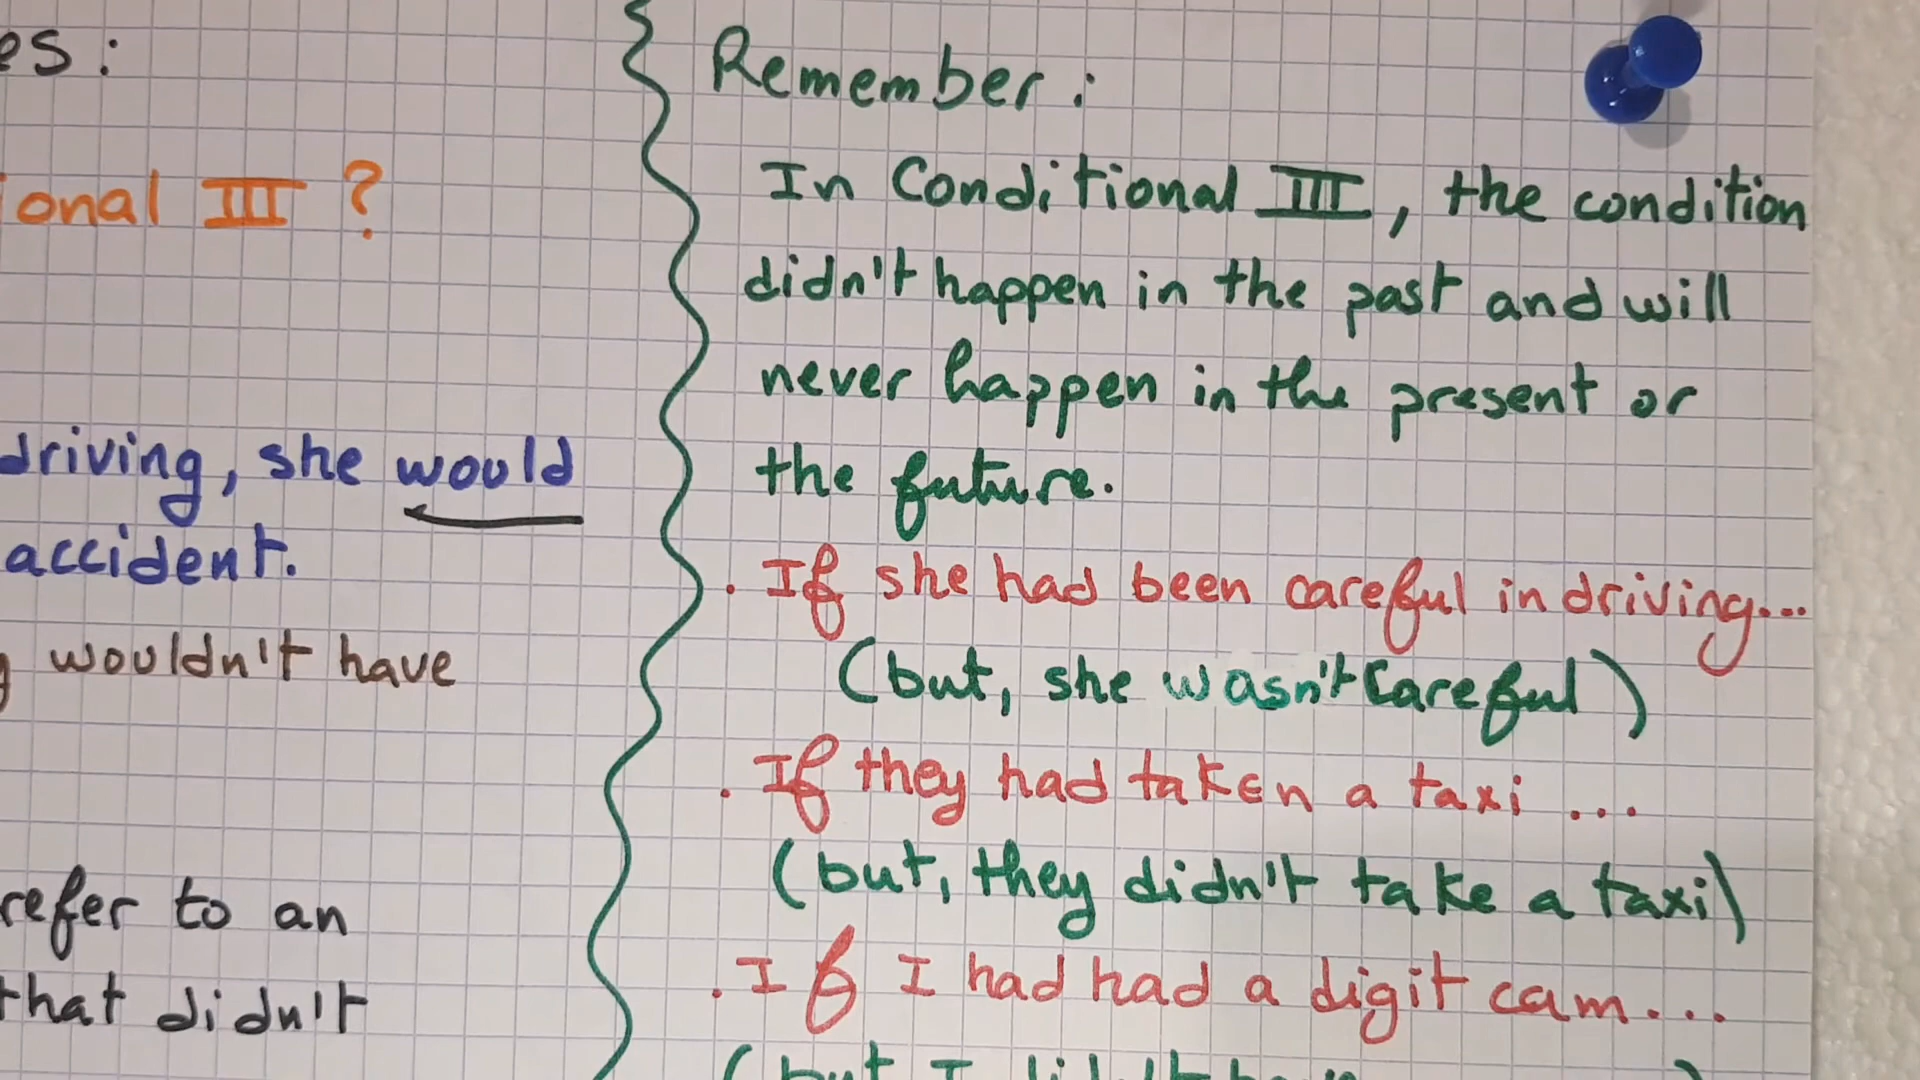 es :
onal III ?
driving, she would
accident.
wouldn't have
refer to an
that didn't
Remember :
In Conditional III, the condition
didn't happen in the past and will
never happen in the present or
the future.
. If she had been careful in driving...
(but, she wasn't careful)
. If they had taken a taxi ...
(but, they didn't take a taxi)
. If I had had a digit cam...
(but I didn't have